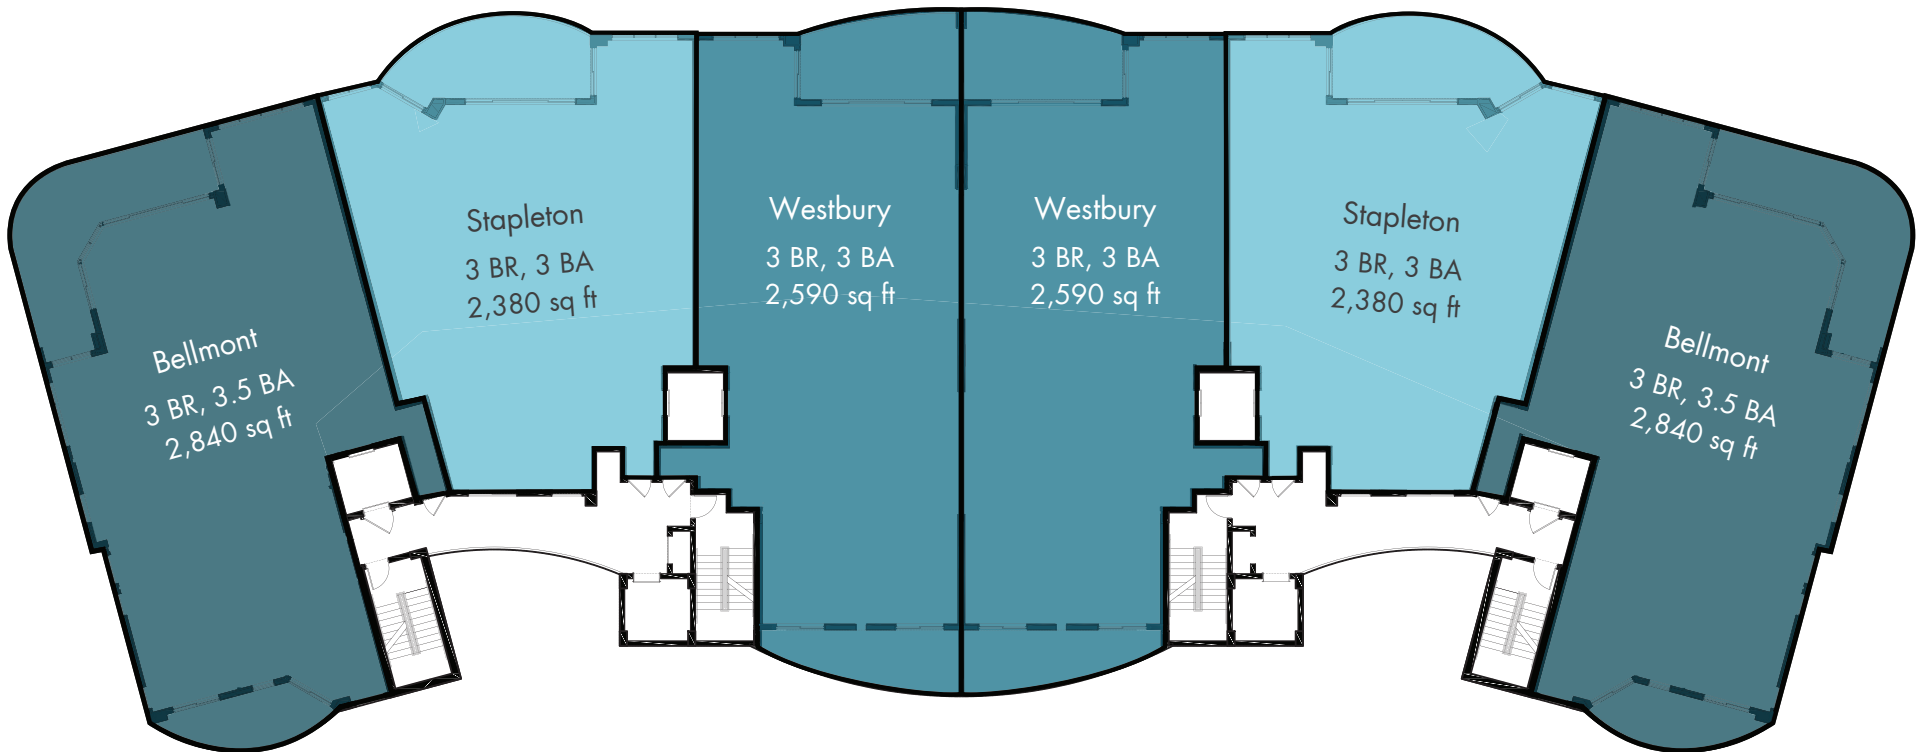 Bellmont
3 BR, 3.5 BA
2,840 sq ft
Stapleton
3 BR, 3 BA
2,380 sq ft
Westbury
3 BR, 3 BA
2,590 sq ft
Westbury
3 BR, 3 BA
2,590 sq ft
Stapleton
3 BR, 3 BA
2,380 sq ft
Bellmont
3 BR, 3.5 BA
2,840 sq ft